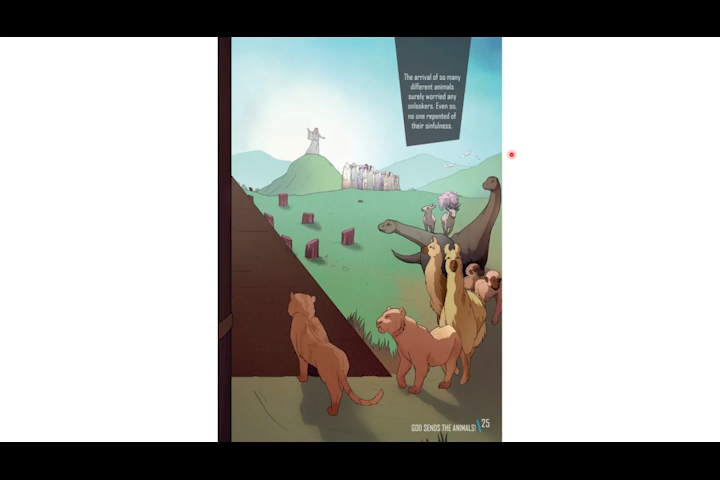 The arrival of so many
different animals
surely worried any
onlookers. Even so,
no one repented of
their sinfulness.
GOD SENDS THE ANIMALS! 25